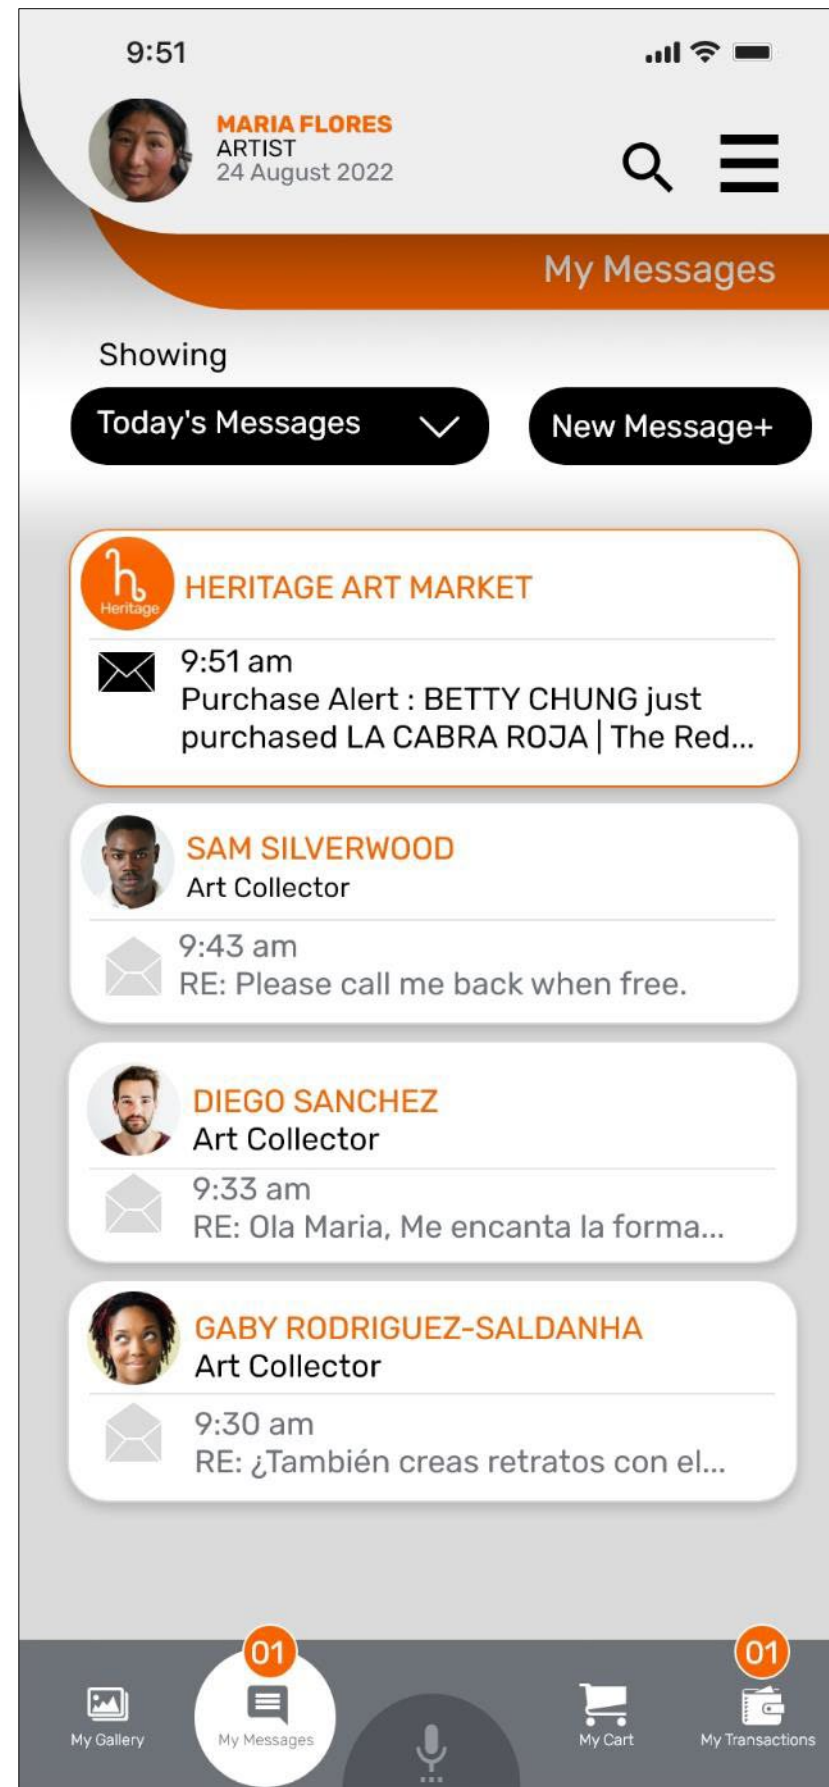 9:51
MARIA FLORES
ARTIST
24 August 2022
My Messages
Showing
Today's Messages
New Message+
h
Heritage
HERITAGE ART MARKET
9:51 am
Purchase Alert : BETTY CHUNG just
purchased LA CABRA ROJA | The Red...
SAM SILVERWOOD
Art Collector
9:43 am
RE: Please call me back when free.
DIEGO SANCHEZ
Art Collector
9:33 am
RE: Ola Maria, Me encanta la forma...
GABY RODRIGUEZ-SALDANHA
Art Collector
9:30 am
RE: ¿También creas retratos con el...
01
01
My Gallery
My Messages
My Cart
My Transactions